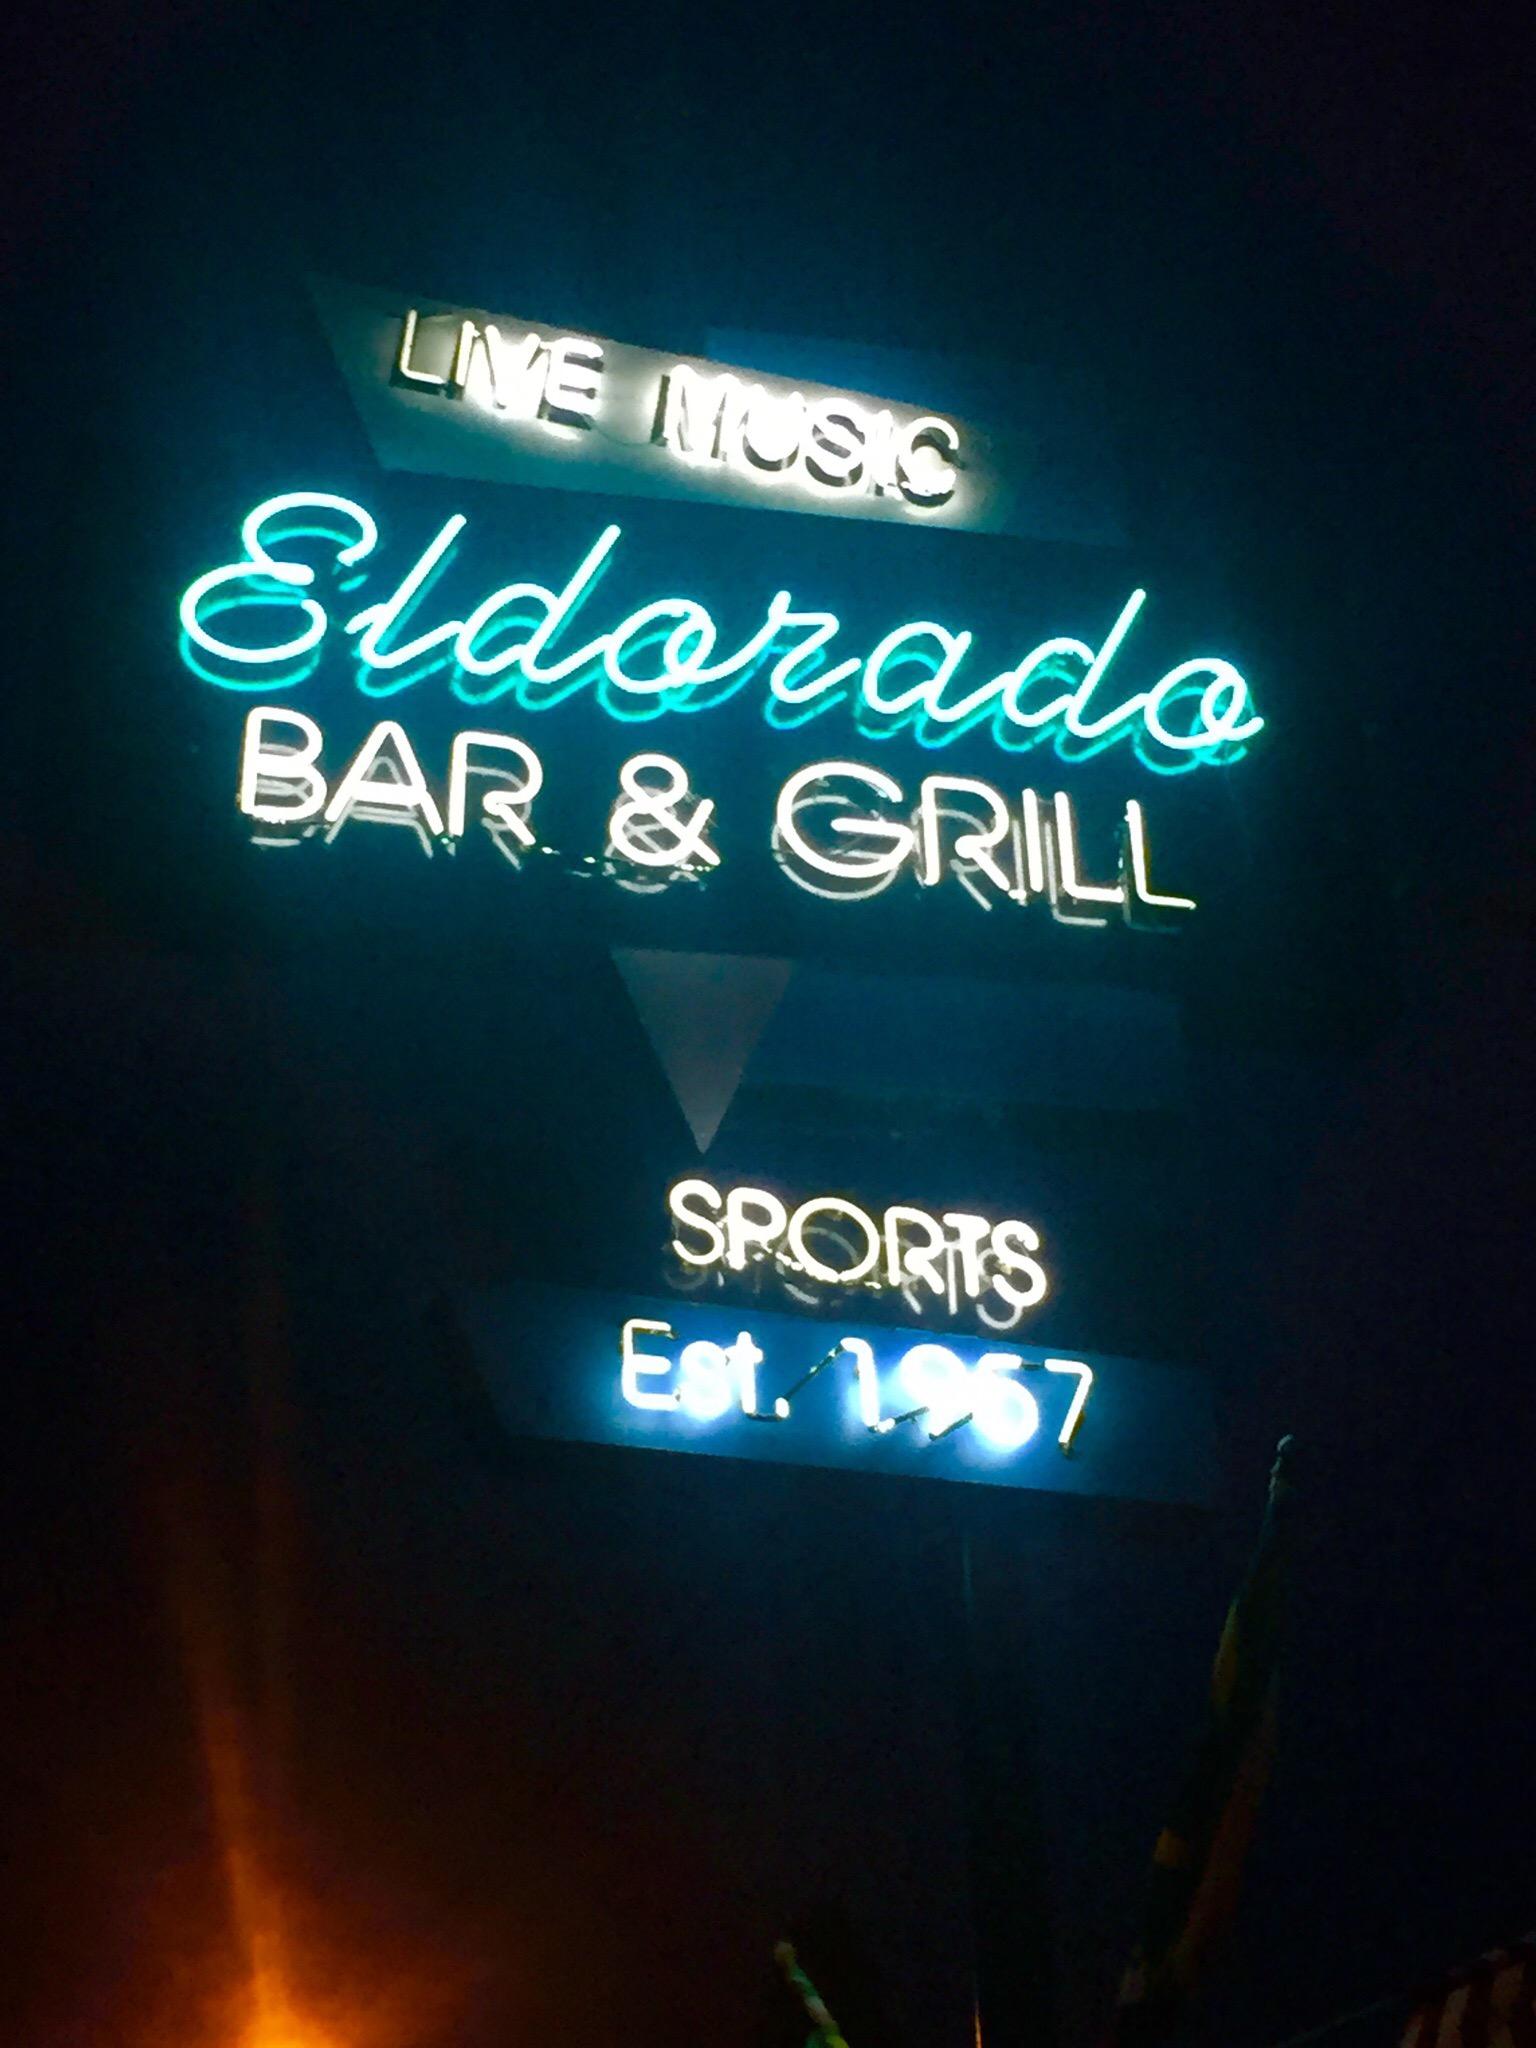 LIVE MUSIC
Eldorado
BAR & GRILL
SPORTS
Est. 1957